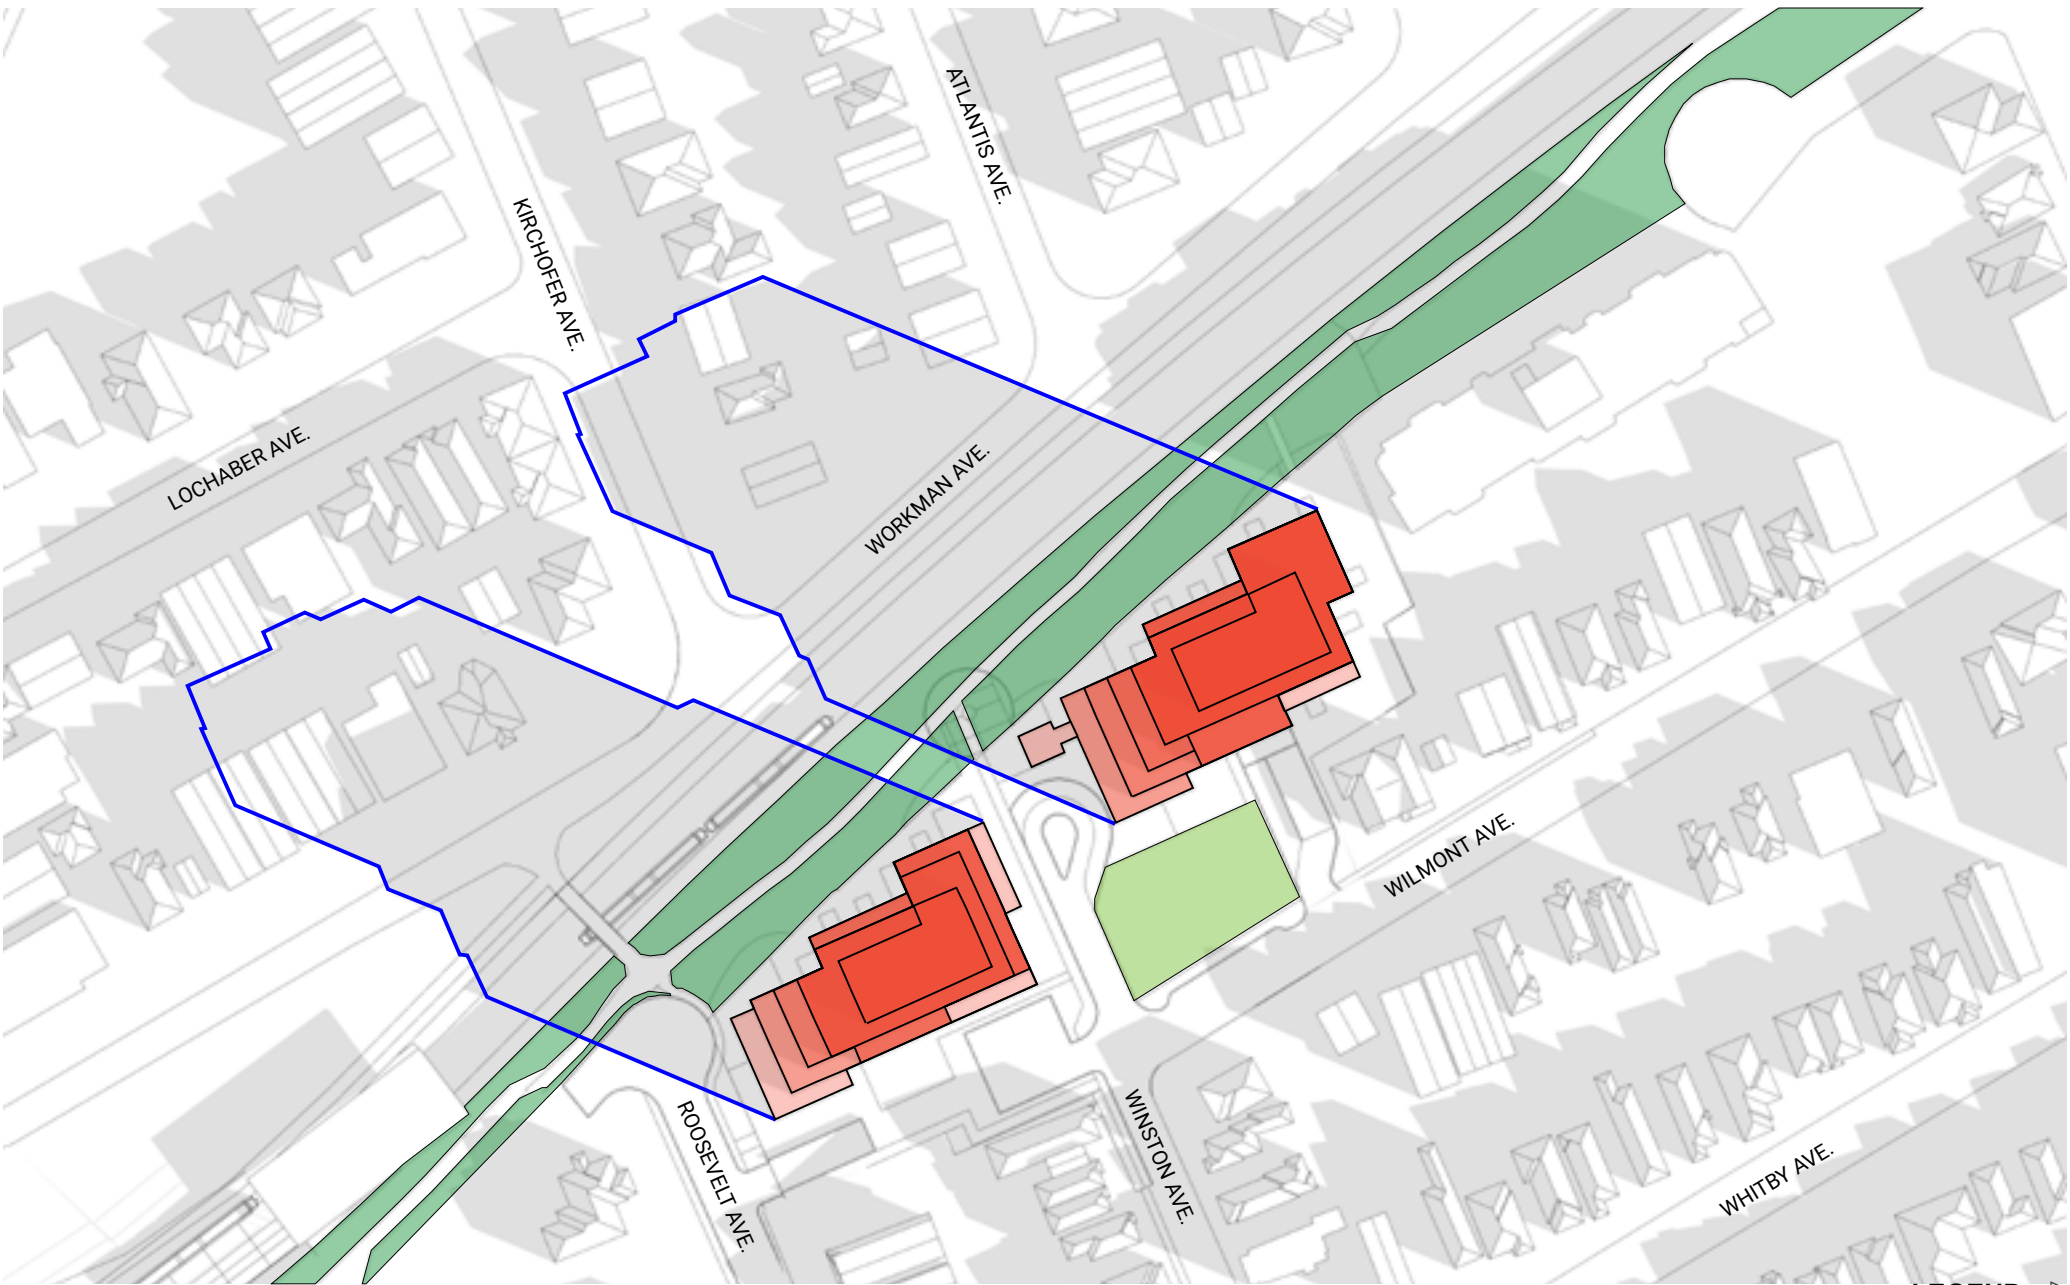 ATLANTIS AVE.
KIRCHOFER AVE.
LOCHABER AVE.
WORKMAN AVE.
WILMONT AVE.
ROOSEVELT AVE.
WINSTON AVE.
WHITBY AVE.